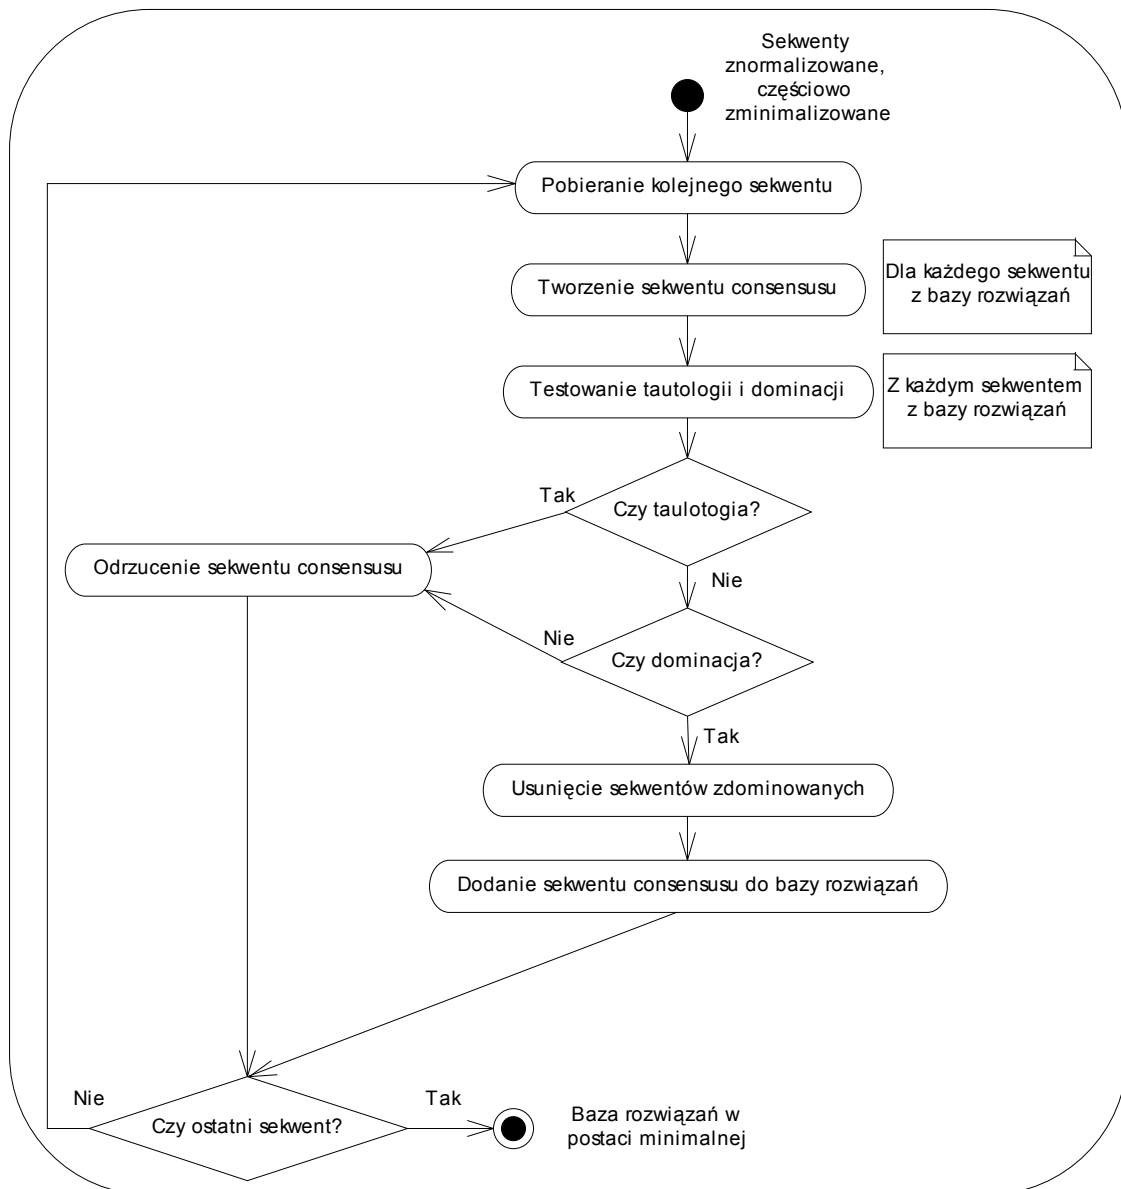 Sekwenty
znormalizowane,
częściowo
zminimalizowane
Pobieranie kolejnego sekwentu
Tworzenie sekwentu consensusu
Dla każdego sekwentu
z bazy rozwiązań
Testowanie tautologii i dominacji
Z każdym sekwentem
z bazy rozwiązań
Tak
Czy taulotogia?
Odrzucenie sekwentu consensusu
Nie
Nie
Czy dominacja?
Tak
Usunięcie sekwentów zdominowanych
Dodanie sekwentu consensusu do bazy rozwiązań
Nie
Czy ostatni sekwent?
Tak
Baza rozwiązań w
postaci minimalnej